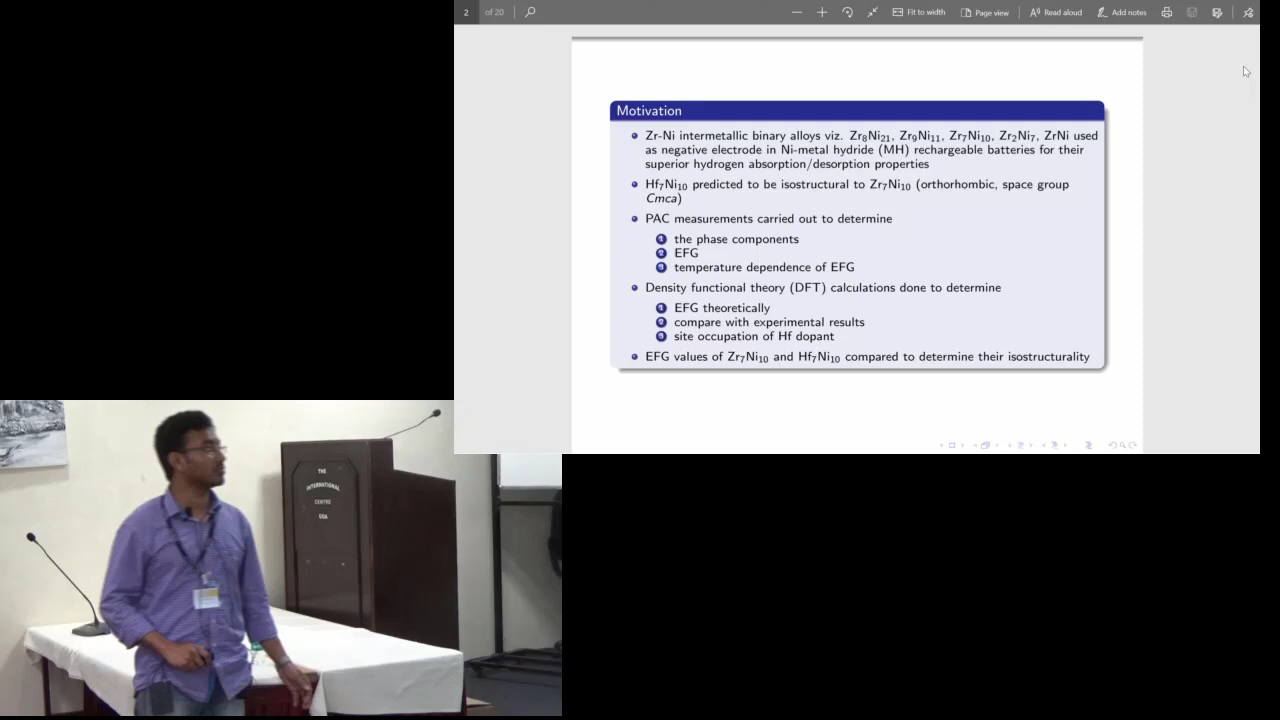 2 of 20 Fit to width Page view Read aloud Add notes
Motivation
Zr-Ni intermetallic binary alloys viz. Zr₈Ni₂₁, Zr₉Ni₁₁, Zr₇Ni₁₀, Zr₂Ni₇, ZrNi used
as negative electrode in Ni-metal hydride (MH) rechargeable batteries for their
superior hydrogen absorption/desorption properties
Hf₇Ni₁₀ predicted to be isostructural to Zr₇Ni₁₀ (orthorhombic, space group
Cmca)
PAC measurements carried out to determine
1 the phase components
2 EFG
3 temperature dependence of EFG
Density functional theory (DFT) calculations done to determine
1 EFG theoretically
2 compare with experimental results
3 site occupation of Hf dopant
EFG values of Zr₇Ni₁₀ and Hf₇Ni₁₀ compared to determine their isostructurality
THE
INTERNATIONAL
CENTRE
GOA